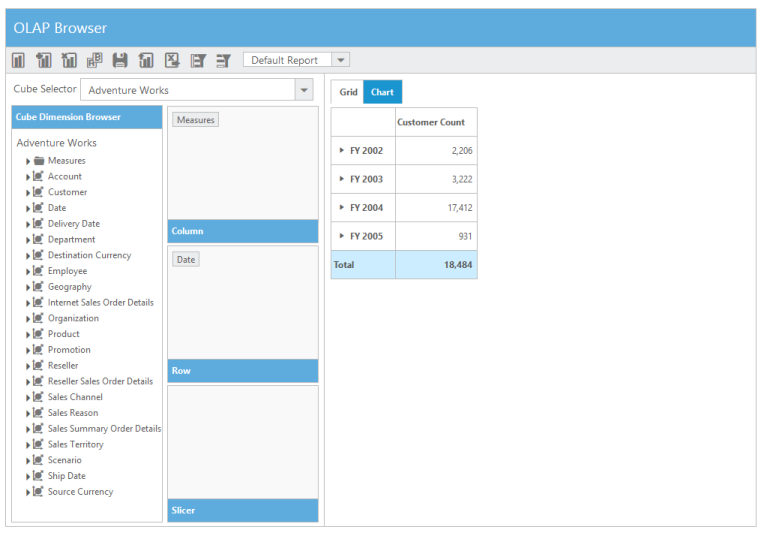 OLAP Browser
Default Report
Cube Selector
Adventure Works
Cube Dimension Browser
Adventure Works
Measures
Account
Customer
Date
Delivery Date
Department
Destination Currency
Employee
Geography
Internet Sales Order Details
Organization
Product
Promotion
Reseller
Reseller Sales Order Details
Sales Channel
Sales Reason
Sales Summary Order Details
Sales Territory
Scenario
Ship Date
Source Currency
Measures
Column
Date
Row
Slicer
Grid Chart
Customer Count
FY 2002 2,206
FY 2003 3,222
FY 2004 17,412
FY 2005 931
Total 18,484